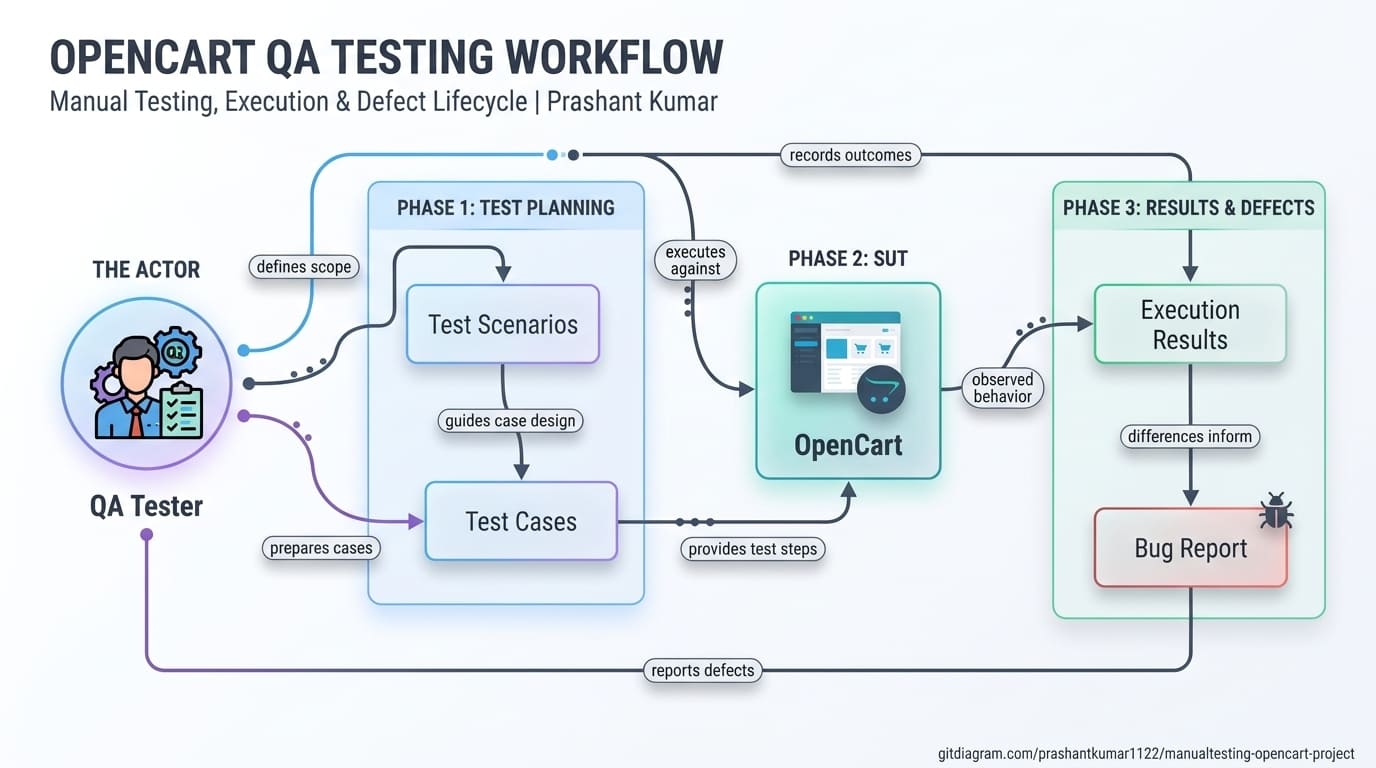 OPENCART QA TESTING WORKFLOW
Manual Testing, Execution & Defect Lifecycle | Prashant Kumar
records outcomes
PHASE 1: TEST PLANNING
PHASE 3: RESULTS & DEFECTS
THE ACTOR
defines scope
executes
against
PHASE 2: SUT
Test Scenarios
Execution
Results
QA
observed
behavior
guides case design
differences inform
OpenCart
QA Tester
Test Cases
prepares cases
provides test steps
Bug Report
reports defects
gitdiagram.com/prashantkumar1122/manualtesting-opencart-project